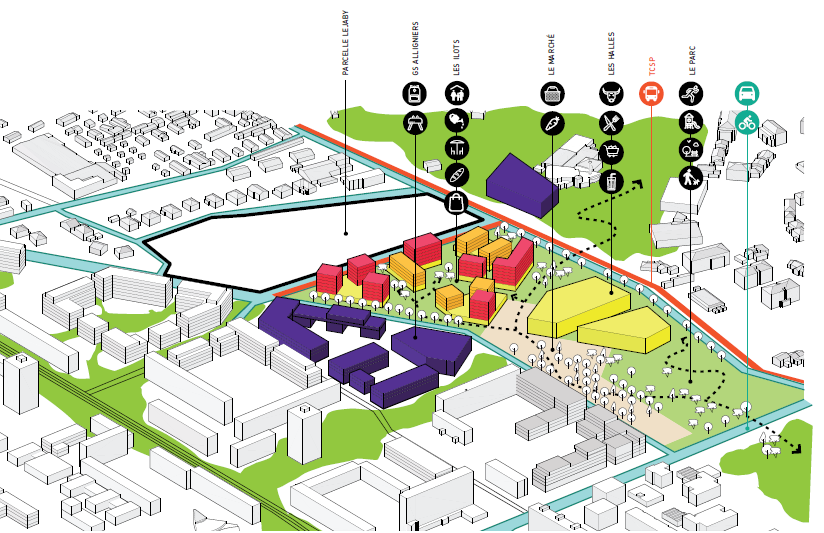 PARCELLE LEJABY
GS ALLIGNIERS
LES ILOTS
LE MARCHÉ
LES HALLES
TCSP
LE PARC